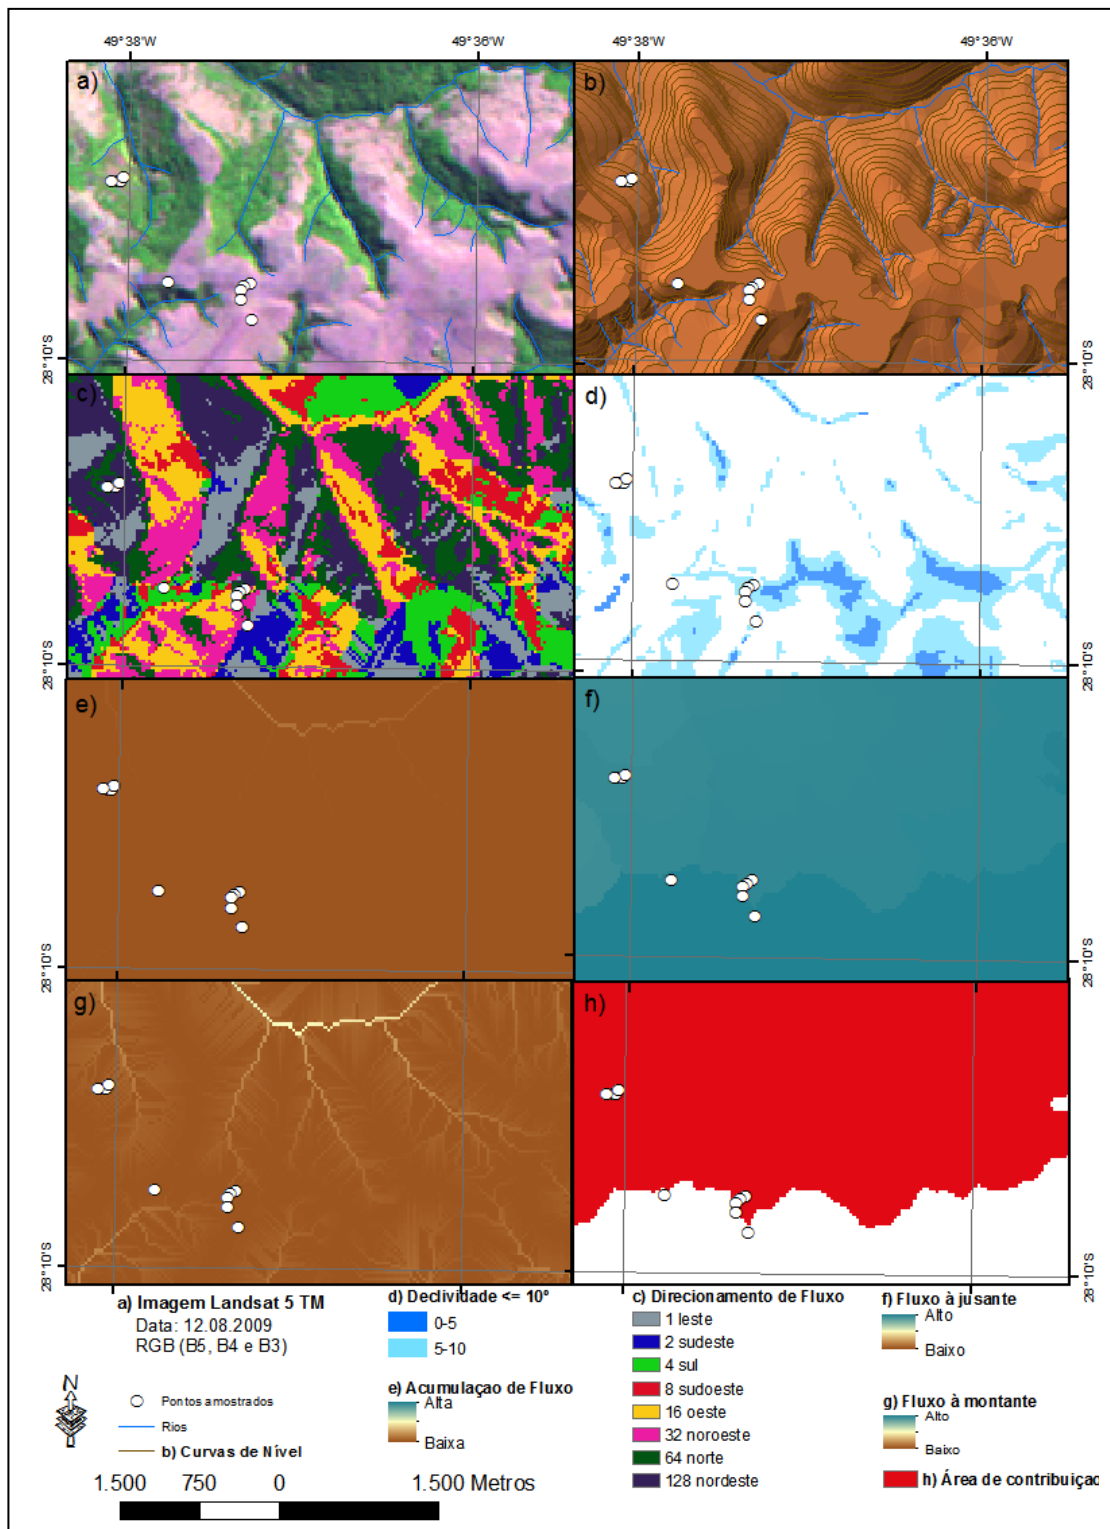 49°38'W
49°36'W
49°38'W
49°36'W
a)
b)
28°10'S
28°10'S
c)
d)
28°10'S
28°10'S
e)
f)
28°10'S
28°10'S
g)
h)
28°10'S
28°10'S
a) Imagem Landsat 5 TM
Data: 12.08.2009
RGB (B5, B4 e B3)
N
Pontos amostrados
Rios
b) Curvas de Nível
1.500 750 0 1.500 Metros
d) Declividade <= 10°
0-5
5-10
e) Acumulaçao de Fluxo
Alta
Baixa
c) Direcionamento de Fluxo
1 leste
2 sudeste
4 sul
8 sudoeste
16 oeste
32 noroeste
64 norte
128 nordeste
f) Fluxo à jusante
Alto
Baixo
g) Fluxo à montante
Alto
Baixo
h) Área de contribuiçao